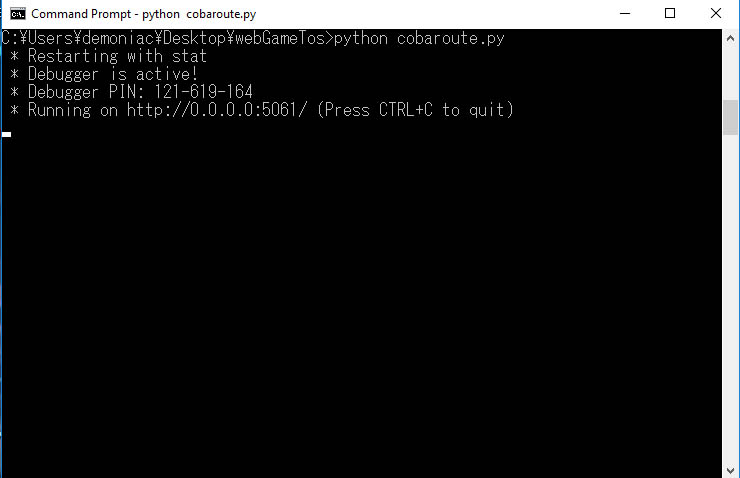 Command Prompt - python  cobaroute.py
C:¥Users¥demoniac¥Desktop¥webGameTos>python cobaroute.py
 * Restarting with stat
 * Debugger is active!
 * Debugger PIN: 121-619-164
 * Running on http://0.0.0.0:5061/ (Press CTRL+C to quit)